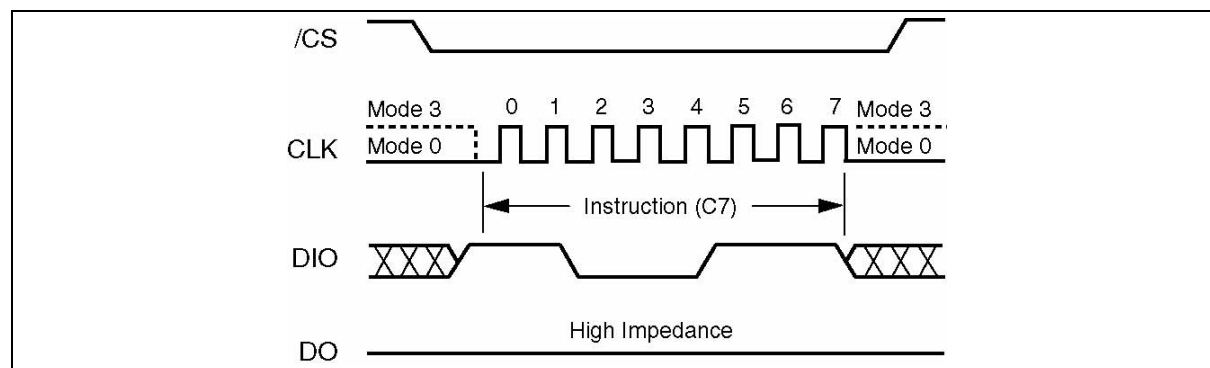 /CS
Mode 3 0 1 2 3 4 5 6 7 Mode 3
CLK Mode 0 Mode 0
Instruction (C7)
DIO
High Impedance
DO